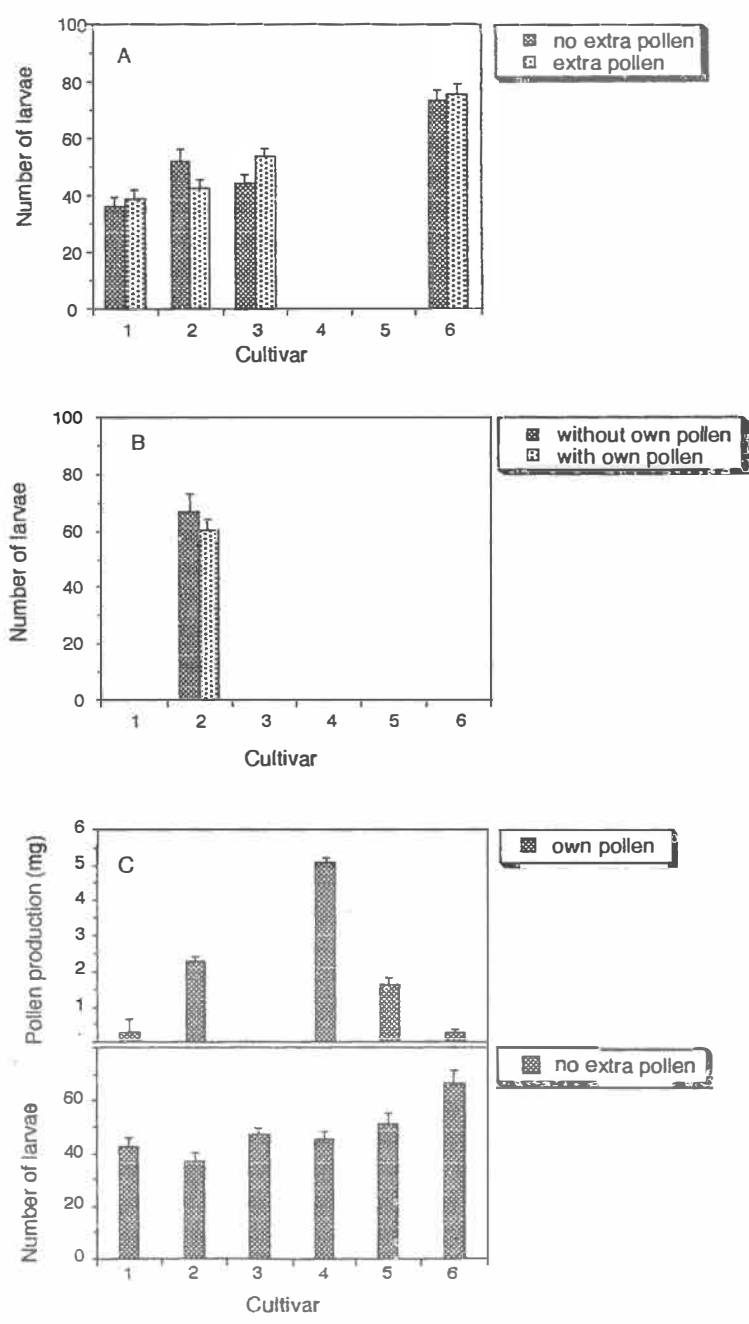 A
no extra pollen
extra pollen
Number of larvae
100
80
60
40
20
0
1 2 3 4 5 6
Cultivar
B
without own pollen
with own pollen
Number of larvae
100
80
60
40
20
0
1 2 3 4 5 6
Cultivar
C
own pollen
Pollen production (mg)
6
5
4
3
2
1
no extra pollen
Number of larvae
60
40
20
0
1 2 3 4 5 6
Cultivar